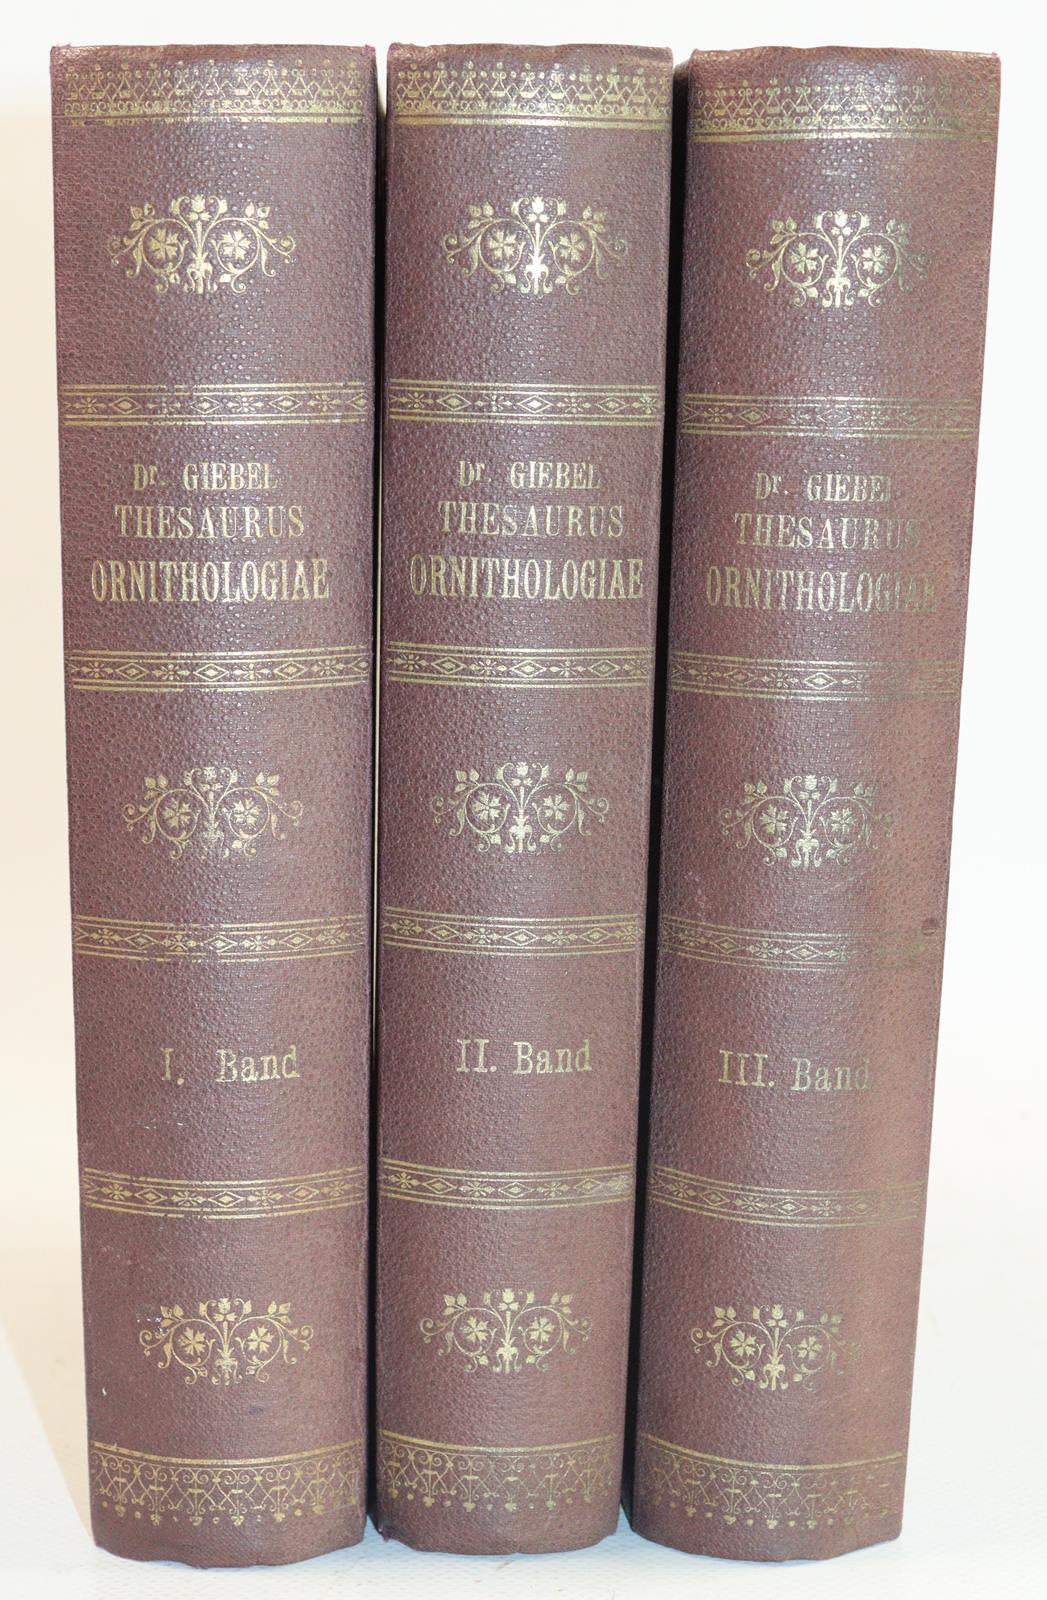 Dr. GIEBEL
THESAURUS
ORNITHOLOGIAE
I. Band
Dr. GIEBEL
THESAURUS
ORNITHOLOGIAE
II. Band
Dr. GIEBEL
THESAURUS
ORNITHOLOGIAE
III. Band